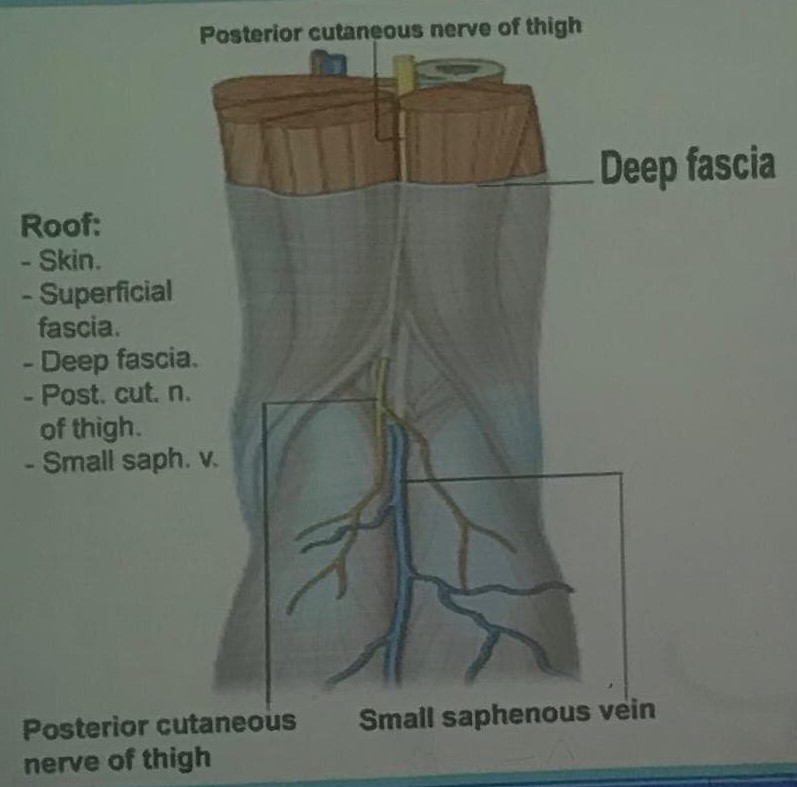 Posterior cutaneous nerve of thigh
Deep fascia
Roof:
- Skin.
- Superficial
fascia.
- Deep fascia.
- Post. cut. n.
of thigh.
- Small saph. v.
Posterior cutaneous
nerve of thigh
Small saphenous vein